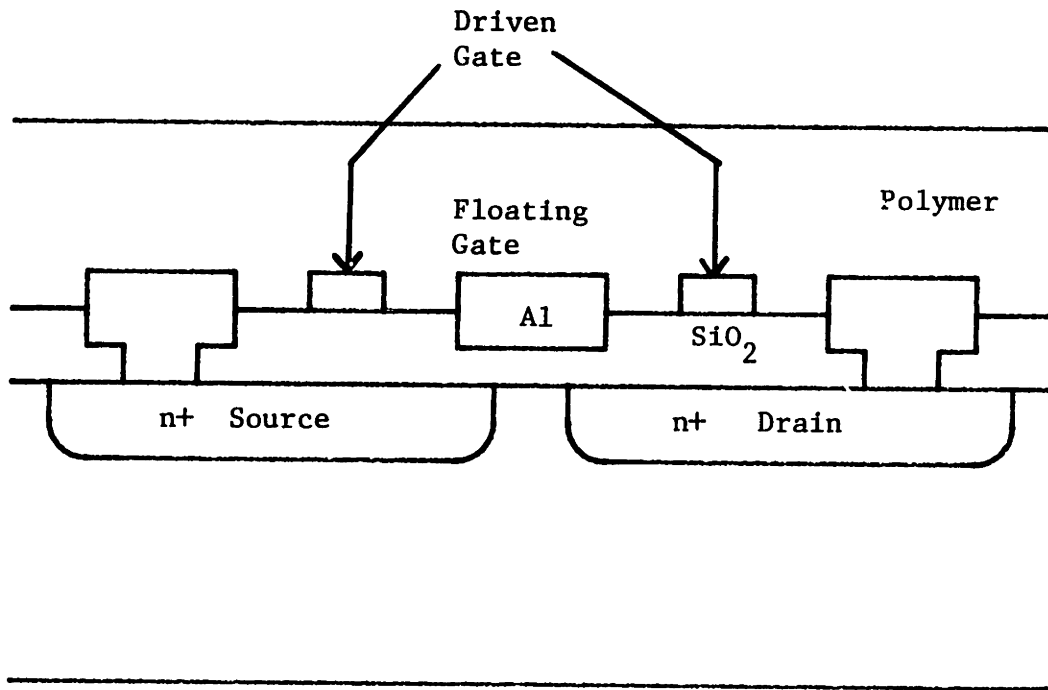 Driven
Gate
Polymer
Floating
Gate
Al
SiO2
n+ Source
n+ Drain